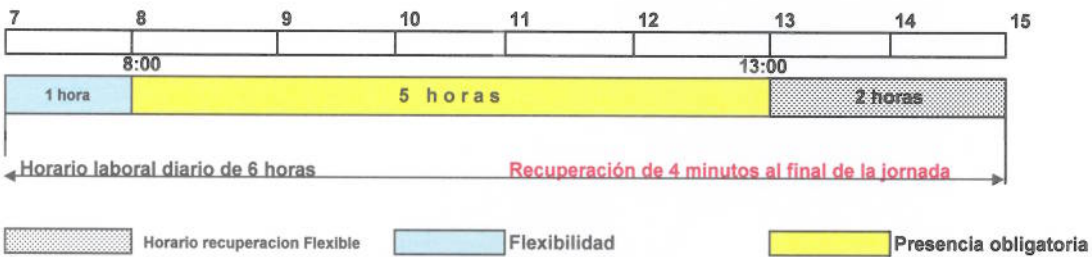 7 8 9 10 11 12 13 14 15
8:00 13:00
1 hora 5 horas 2 horas
Horario laboral diario de 6 horas Recuperación de 4 minutos al final de la jornada
Horario recuperacion Flexible Flexibilidad Presencia obligatoria